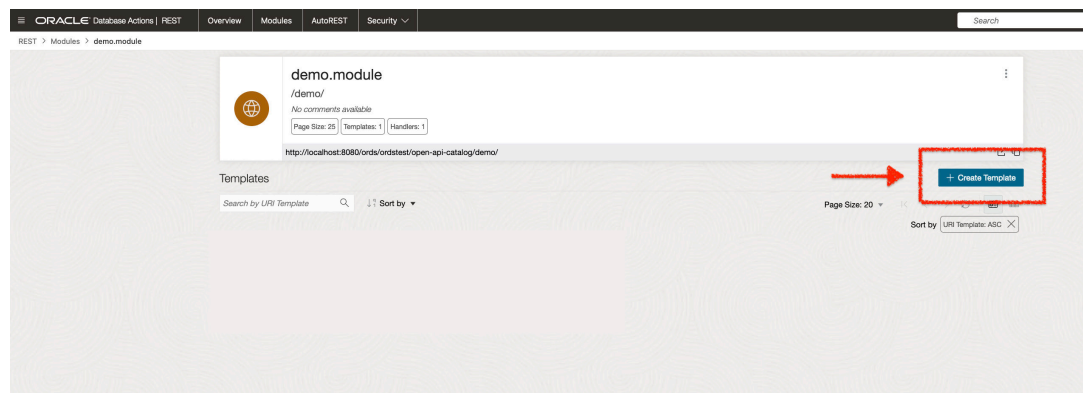 ORACLE Database Actions | REST Overview Modules AutoREST Security Search
REST > Modules > demo.module
demo.module
/demo/
No comments available
Page Size: 25 Templates: 1 Handlers: 1
http://localhost:8080/ords/ordstest/open-api-catalog/demo/
Templates
+ Create Template
Search by URI Template Sort by Page Size: 20
Sort by URI Template: ASC